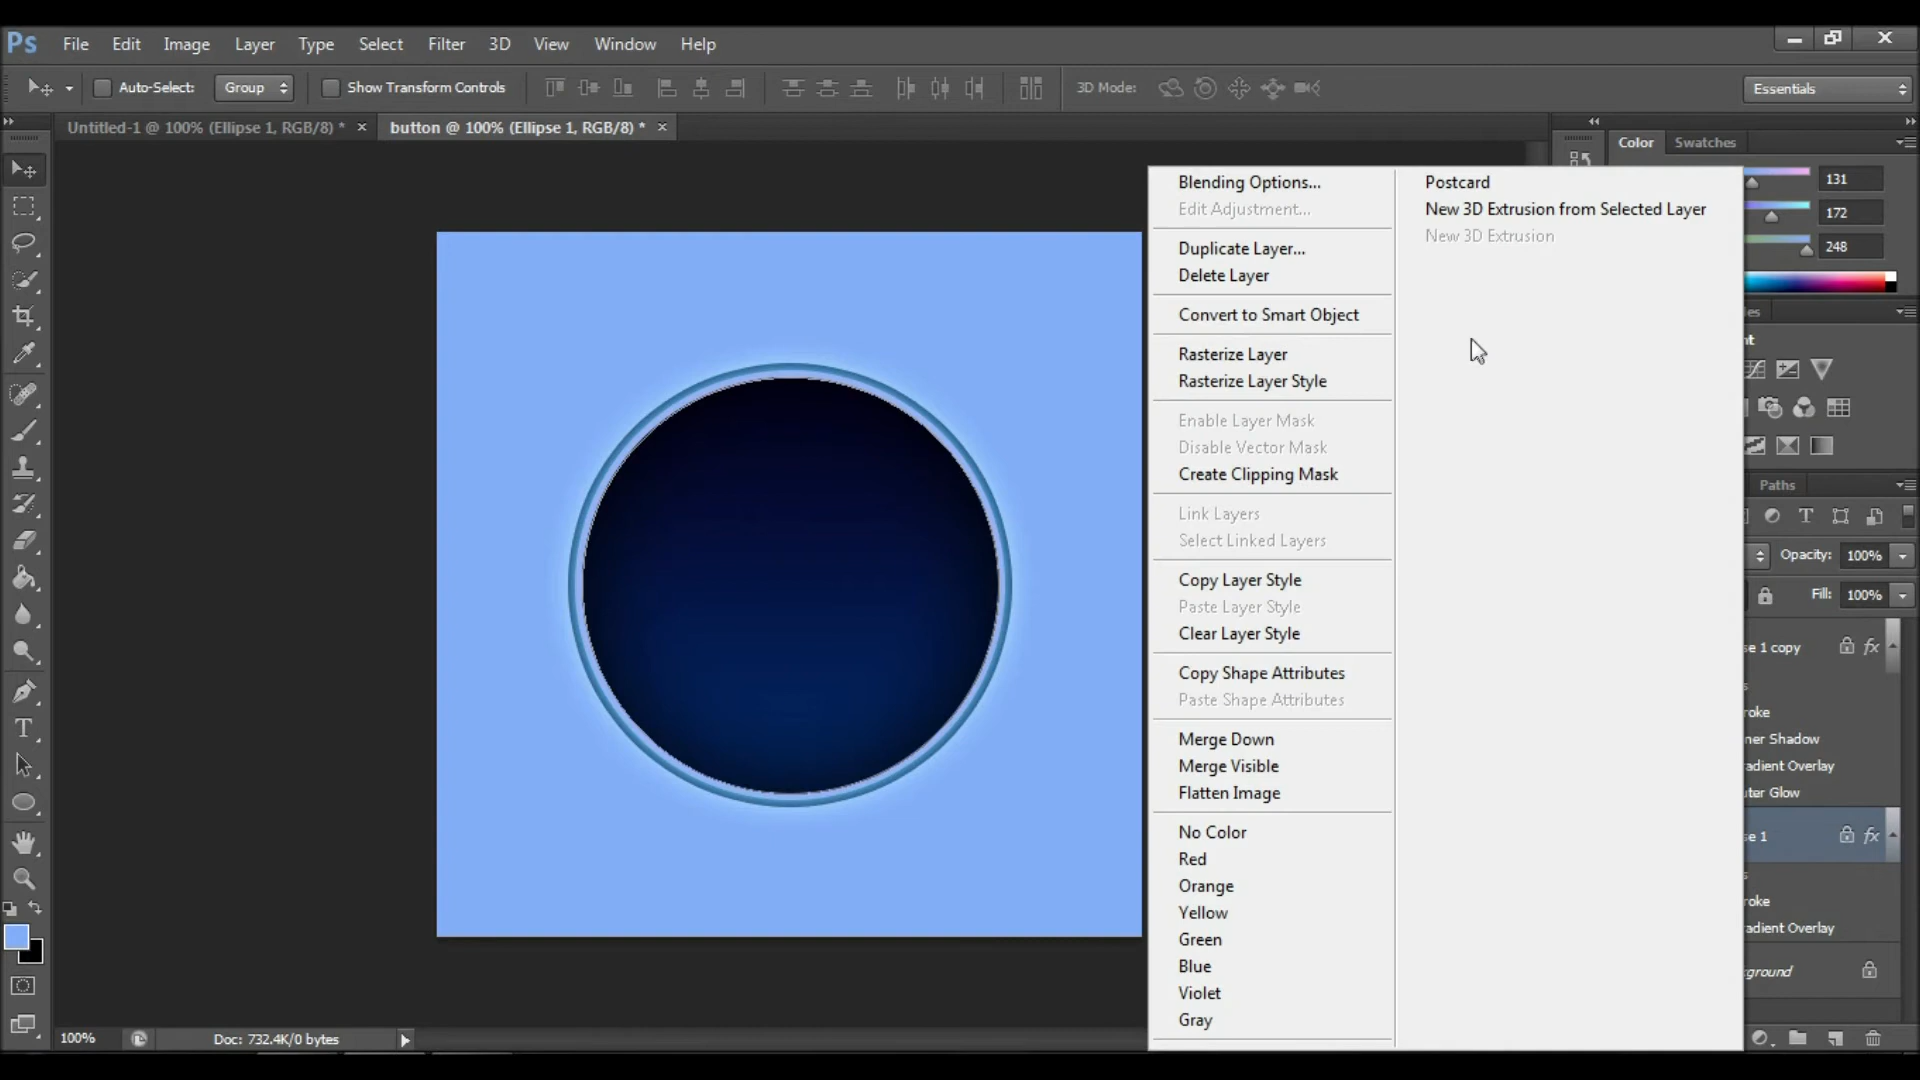 Ps File Edit Image Layer Type Select Filter 3D View Window Help
Auto-Select: Group Show Transform Controls 3D Mode: Essentials
Untitled-1 @ 100% (Ellipse 1, RGB/8) * × button @ 100% (Ellipse 1, RGB/8) * ×
Color Swatches
131
172
248
Blending Options...
Edit Adjustment...
Duplicate Layer...
Delete Layer
Convert to Smart Object
Rasterize Layer
Rasterize Layer Style
Enable Layer Mask
Disable Vector Mask
Create Clipping Mask
Link Layers
Select Linked Layers
Copy Layer Style
Paste Layer Style
Clear Layer Style
Copy Shape Attributes
Paste Shape Attributes
Merge Down
Merge Visible
Flatten Image
No Color
Red
Orange
Yellow
Green
Blue
Violet
Gray
Postcard
New 3D Extrusion from Selected Layer
New 3D Extrusion
les
nt
Paths
Opacity: 100%
Fill: 100%
se 1 copy fx
s
roke
ner Shadow
adient Overlay
uter Glow
se 1 fx
s
roke
adient Overlay
ground
100% Doc: 732.4K/0 bytes